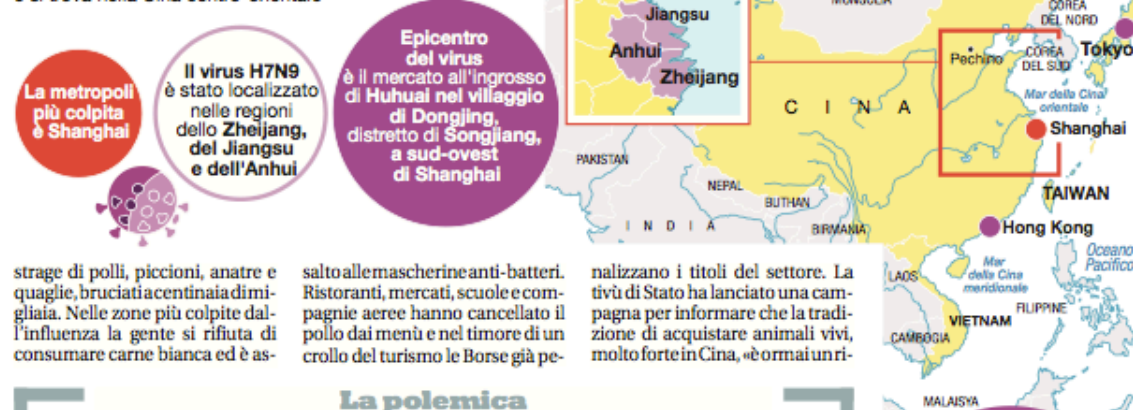 La metropoli
più colpita
è Shanghai
Il virus H7N9
è stato localizzato
nelle regioni
dello Zheijang,
del Jiangsu
e dell'Anhui
Epicentro
del virus
è il mercato all'ingrosso
di Huhuai nel villaggio
di Dongjing,
distretto di Songjiang,
a sud-ovest
di Shanghai
Jiangsu
Anhui
Zheijang
COREA
DEL NORD
Pechino
COREA
DEL SUD
Tokyo
Mar della Cina
orientale
CINA
Shanghai
PAKISTAN
NEPAL
BUTHAN
TAIWAN
INDIA
BIRMANIA
Hong Kong
Oceano
Pacifico
Mar
della Cina
meridionale
LAOS
FILIPPINE
VIETNAM
CAMBOGIA
MALAISYA
strage di polli, piccioni, anatre e
quaglie, bruciati a centinaia di mi-
gliaia. Nelle zone più colpite dal-
l'influenza la gente si rifiuta di
consumare carne bianca ed è as-
salto alle mascherine anti-batteri.
Ristoranti, mercati, scuole e com-
pagnie aeree hanno cancellato il
pollo dai menù e nel timore di un
crollo del turismo le Borse già pe-
nalizzano i titoli del settore. La
tivù di Stato ha lanciato una cam-
pagna per informare che la tradi-
zione di acquistare animali vivi,
molto forte in Cina, «è ormai un ri-
La polemica